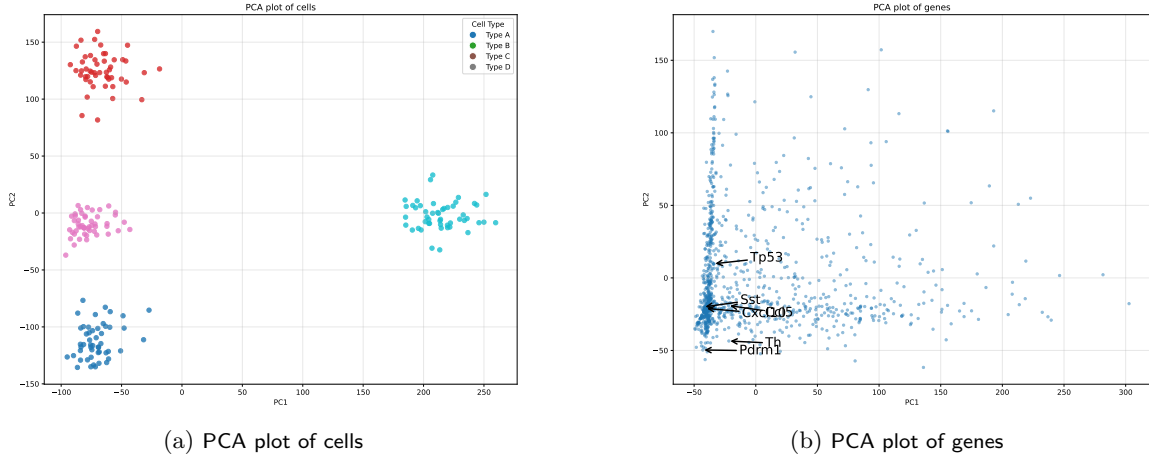 PCA plot of cells
Cell Type
Type A
Type B
Type C
Type D
150
100
50
0
−50
−100
−150
PC2
−100
−50
0
50
100
150
200
250
PC1
(a) PCA plot of cells
PCA plot of genes
150
100
50
0
−50
PC2
Tp53
Sst
Cxcl10
Th
Pdrm1
−50
0
50
100
150
200
250
300
PC1
(b) PCA plot of genes